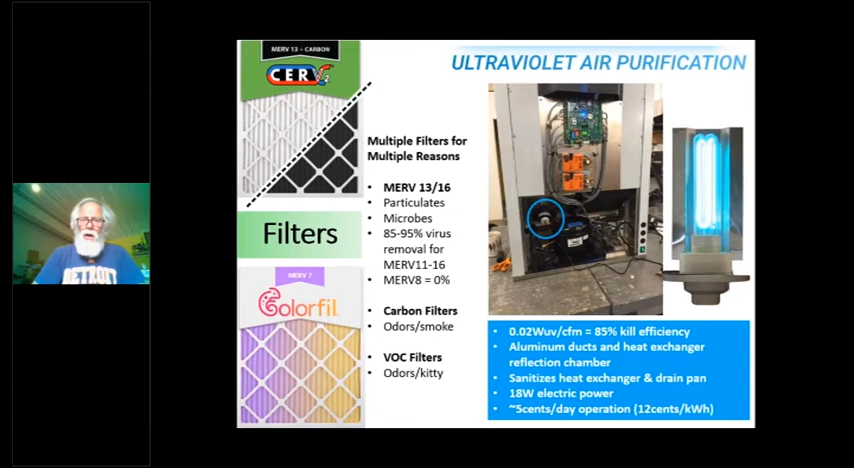 MERV 13 + CARBON
CERV2
Filters
MERV 7
Colorfil
Multiple Filters for
Multiple Reasons
• MERV 13/16
• Particulates
• Microbes
• 85-95% virus
removal for
MERV11-16
• MERV8 = 0%
• Carbon Filters
• Odors/smoke
• VOC Filters
• Odors/kitty
ULTRAVIOLET AIR PURIFICATION
• 0.02Wuv/cfm = 85% kill efficiency
• Aluminum ducts and heat exchanger
reflection chamber
• Sanitizes heat exchanger & drain pan
• 18W electric power
• ~5cents/day operation (12cents/kWh)
DETROIT